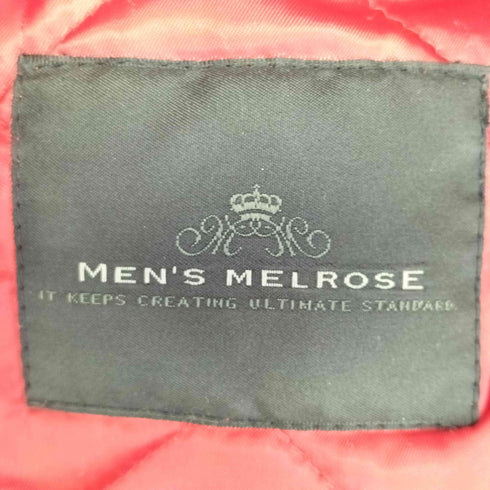 MEN'S MELROSE
IT KEEPS CREATING ULTIMATE STANDARD.